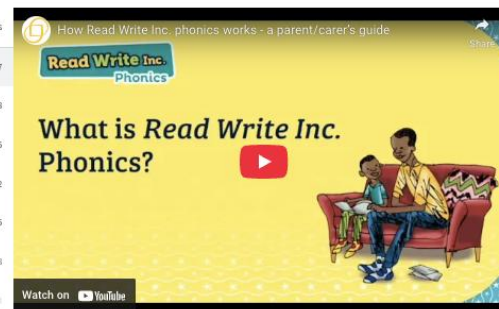 How Read Write Inc. phonics works - a parent/carer's guide
Share
Read Write Inc.
Phonics
What is Read Write Inc.
Phonics?
Watch on YouTube